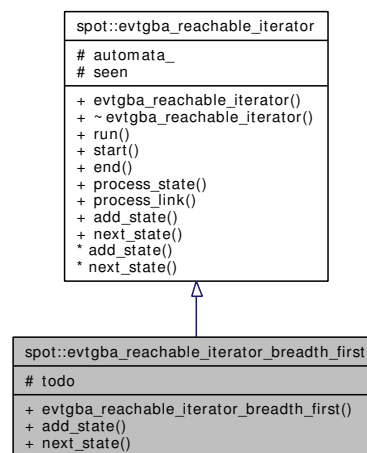 spot::evtgba_reachable_iterator
# automata_
# seen
+ evtgba_reachable_iterator()
+ ~evtgba_reachable_iterator()
+ run()
+ start()
+ end()
+ process_state()
+ process_link()
+ add_state()
+ next_state()
* add_state()
* next_state()
spot::evtgba_reachable_iterator_breadth_first
# todo
+ evtgba_reachable_iterator_breadth_first()
+ add_state()
+ next_state()